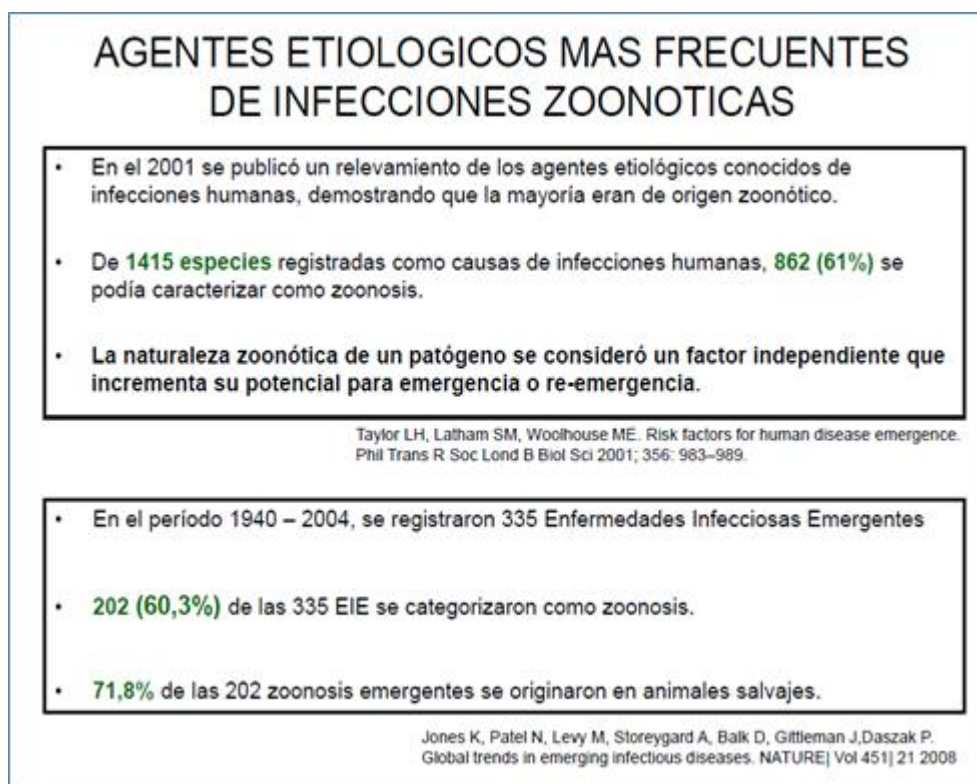 AGENTES ETIOLOGICOS MAS FRECUENTES
DE INFECCIONES ZOONOTICAS
• En el 2001 se publicó un relevamiento de los agentes etiológicos conocidos de
infecciones humanas, demostrando que la mayoría eran de origen zoonótico.
• De 1415 especies registradas como causas de infecciones humanas, 862 (61%) se
podía caracterizar como zoonosis.
• La naturaleza zoonótica de un patógeno se consideró un factor independiente que
incrementa su potencial para emergencia o re-emergencia.
Taylor LH, Latham SM, Woolhouse ME. Risk factors for human disease emergence.
Phil Trans R Soc Lond B Biol Sci 2001; 356: 983–989.
• En el período 1940 – 2004, se registraron 335 Enfermedades Infecciosas Emergentes
• 202 (60,3%) de las 335 EIE se categorizaron como zoonosis.
• 71,8% de las 202 zoonosis emergentes se originaron en animales salvajes.
Jones K, Patel N, Levy M, Storeygard A, Balk D, Gittleman J,Daszak P.
Global trends in emerging infectious diseases. NATURE| Vol 451| 21 2008